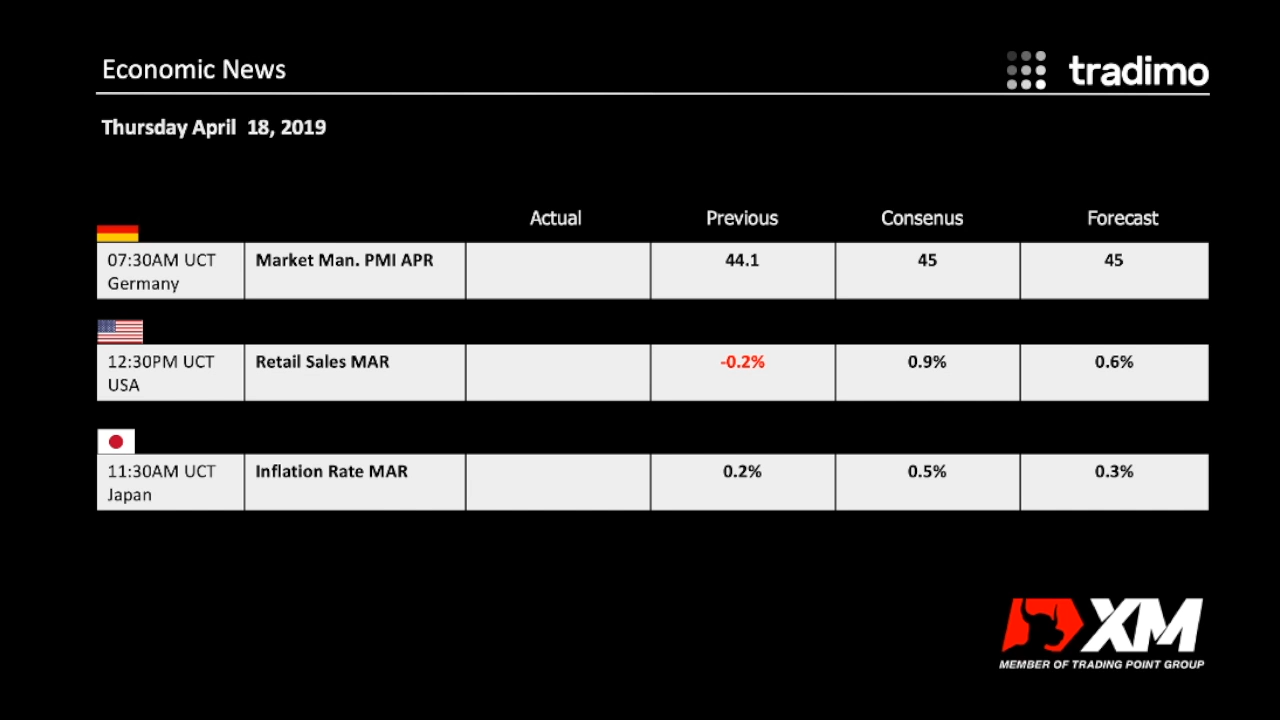 Economic News
tradimo
Thursday April 18, 2019
Actual Previous Consenus Forecast
07:30AM UCT Market Man. PMI APR 44.1 45 45
Germany
12:30PM UCT Retail Sales MAR -0.2% 0.9% 0.6%
USA
11:30AM UCT Inflation Rate MAR 0.2% 0.5% 0.3%
Japan
XM
MEMBER OF TRADING POINT GROUP